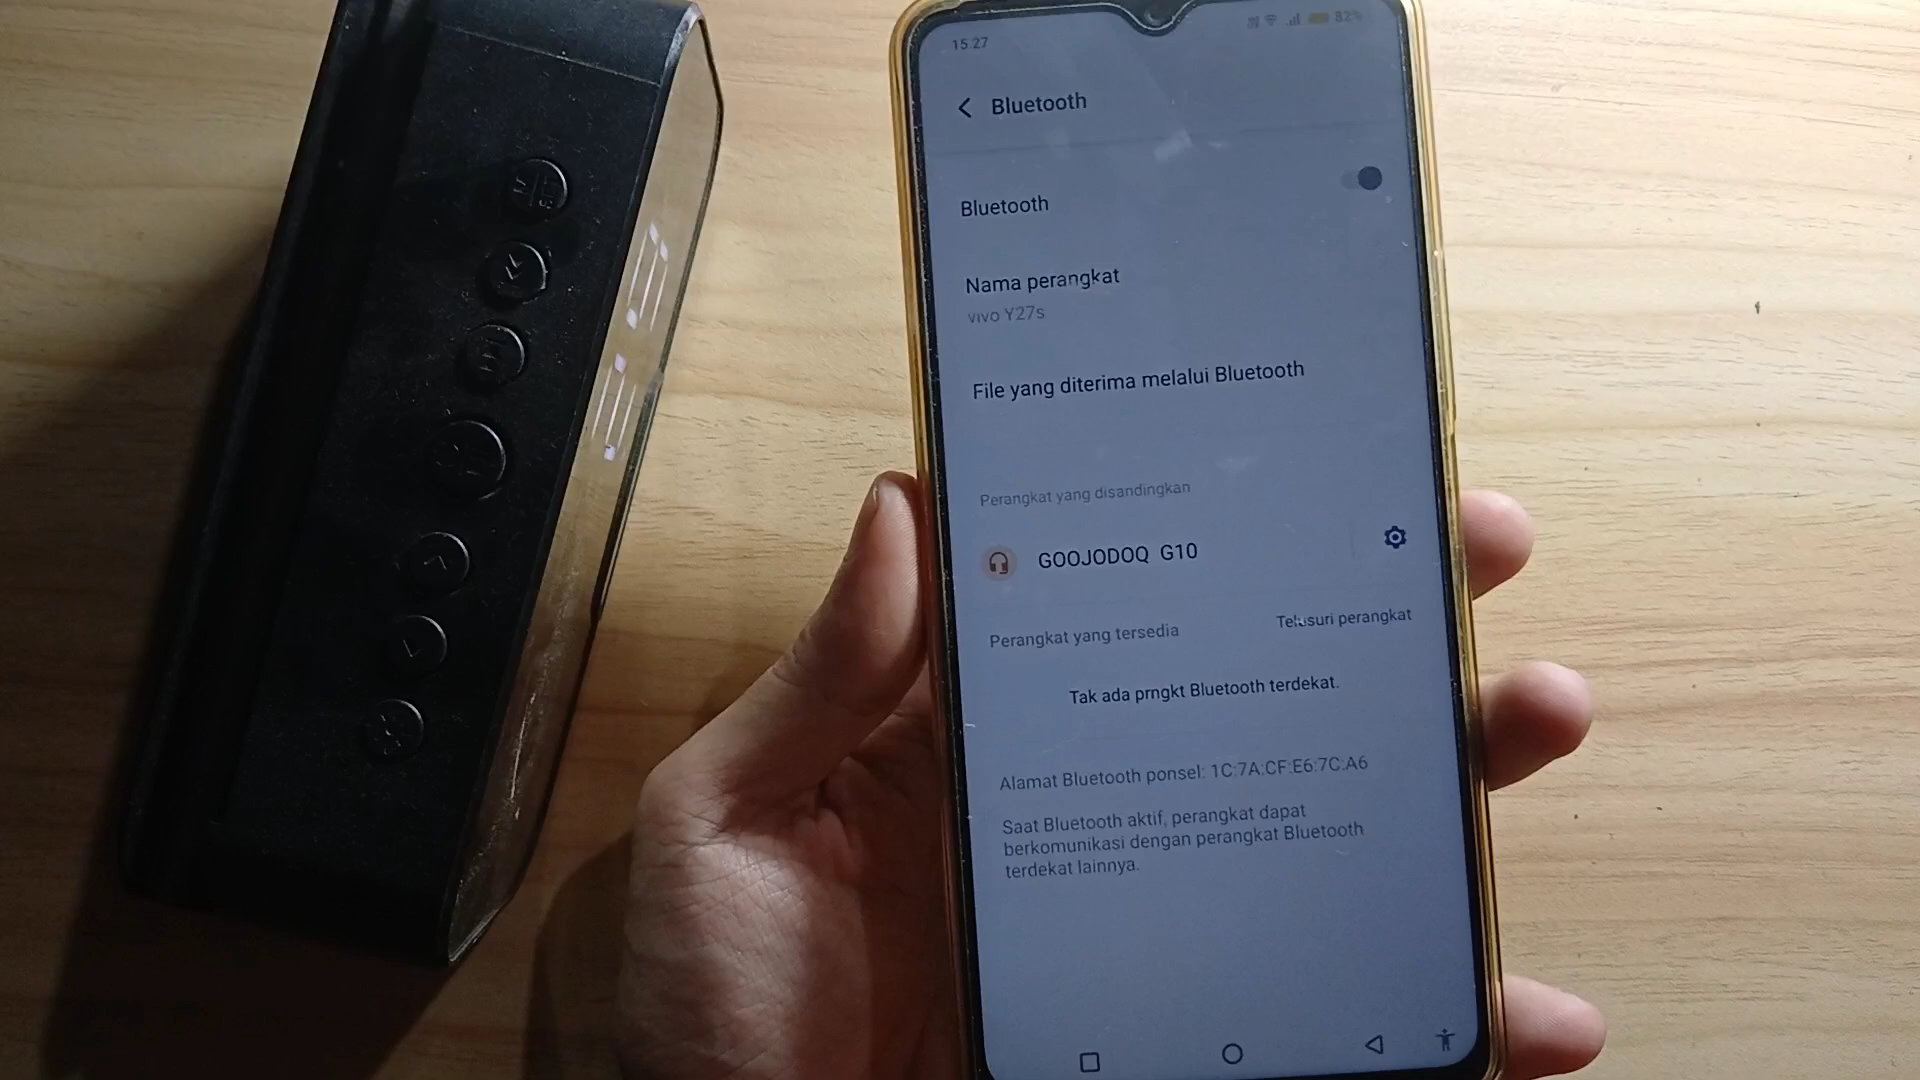 15:27
82%
Bluetooth
Bluetooth
Nama perangkat
vivo Y27s
File yang diterima melalui Bluetooth
Perangkat yang disandingkan
GOOJODOQ G10
Perangkat yang tersedia
Telusuri perangkat
Tak ada prngkt Bluetooth terdekat.
Alamat Bluetooth ponsel: 1C:7A:CF:E6:7C:A6
Saat Bluetooth aktif, perangkat dapat
berkomunikasi dengan perangkat Bluetooth
terdekat lainnya.